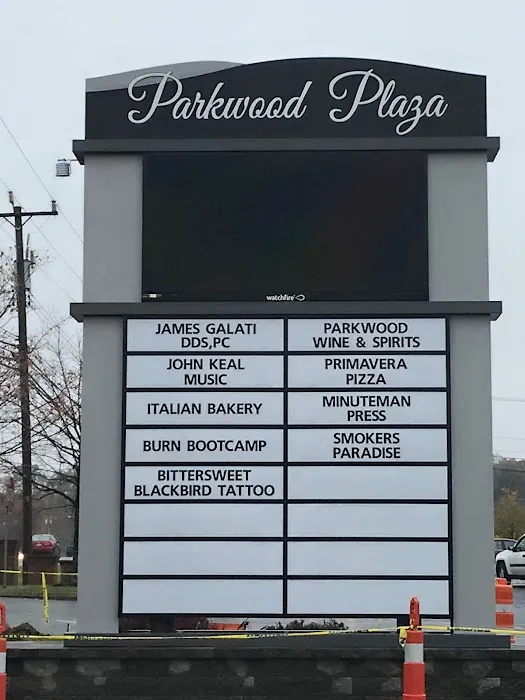 Parkwood Plaza
watchfire
JAMES GALATI
DDS,PC
PARKWOOD
WINE & SPIRITS
JOHN KEAL
MUSIC
PRIMAVERA
PIZZA
ITALIAN BAKERY
MINUTEMAN
PRESS
BURN BOOTCAMP
SMOKERS
PARADISE
BITTERSWEET
BLACKBIRD TATTOO